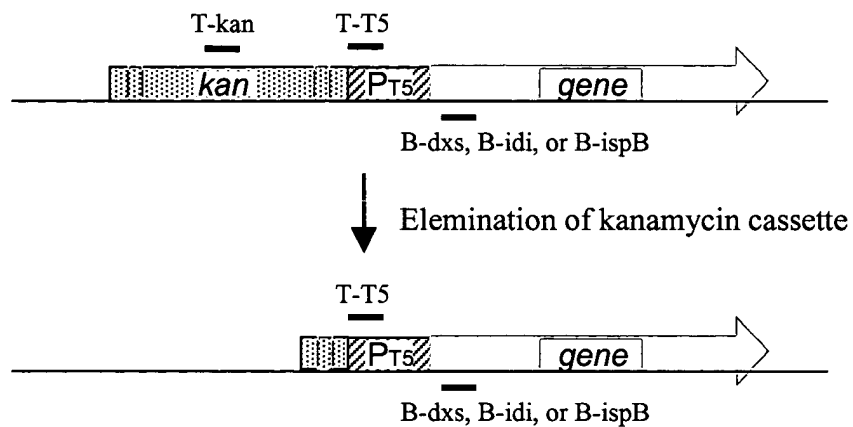 T-kan
T-T5
kan
PT5
gene
B-dxs, B-idi, or B-ispB
Elemination of kanamycin cassette
T-T5
PT5
gene
B-dxs, B-idi, or B-ispB